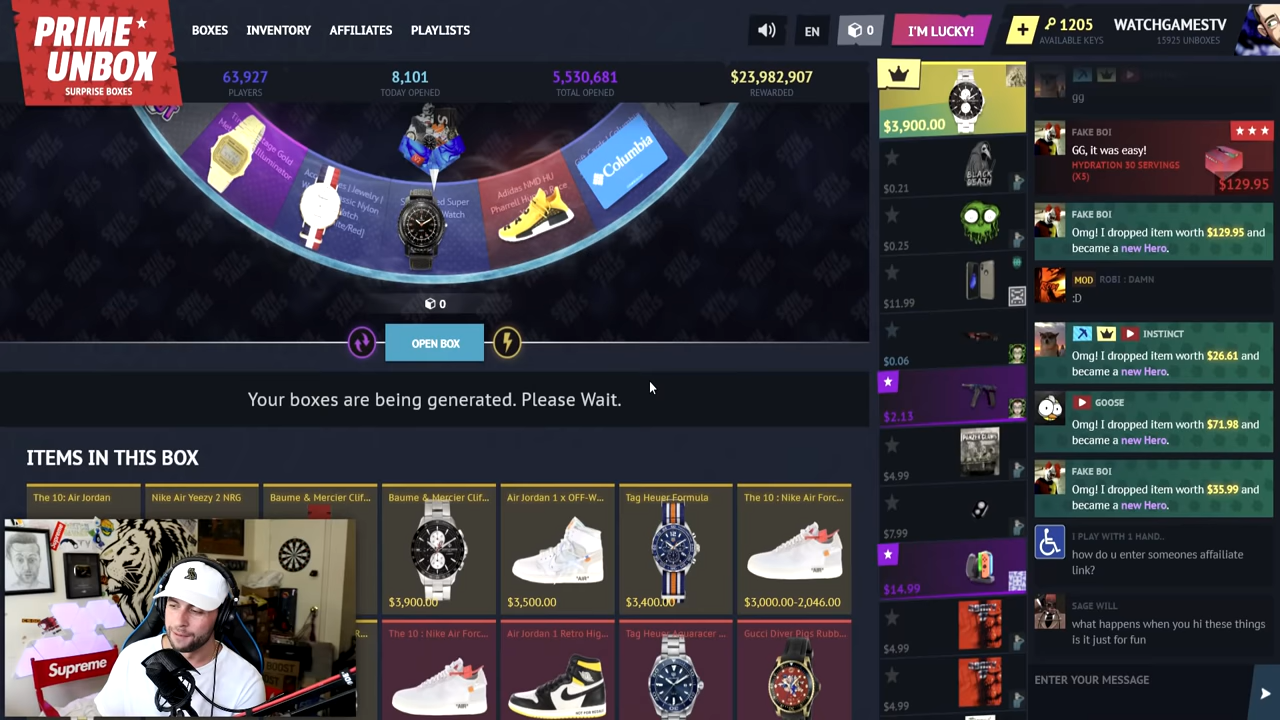 PRIME
UNBOX
SURPRISE BOXES
BOXES
INVENTORY
AFFILIATES
PLAYLISTS
EN
0
I'M LUCKY!
1205
AVAILABLE KEYS
WATCHGAMESTV
15925 UNBOXES
63,927
PLAYERS
8,101
TODAY OPENED
5,530,681
TOTAL OPENED
$23,982,907
REWARDED
Columbia
Adidas NMD HU
0
OPEN BOX
Your boxes are being generated. Please Wait.
ITEMS IN THIS BOX
The 10: Air Jordan
Nike Air Yeezy 2 NRG
Baume & Mercier Clif...
Baume & Mercier Clif...
$3,900.00
Air Jordan 1 x OFF-W...
$3,500.00
Tag Heuer Formula
$3,400.00
The 10 : Nike Air Forc...
$3,000.00-2,046.00
The 10 : Nike Air Forc...
Air Jordan 1 Retro Hig...
Tag Heuer Aquaracer ...
Gucci Diver Pigs Rubb...
Supreme
$3,900.00
BLACK
DEATH
$0.21
$0.25
$11.99
$0.06
$2.13
$4.99
$7.99
$14.99
$4.99
$4.99
gg
FAKE BOI
GG, it was easy!
HYDRATION 30 SERVINGS
(X3)
$129.95
FAKE BOI
Omg! I dropped item worth $129.95 and
became a new Hero.
MOD ROBI : DAMN
:D
INSTINCT
Omg! I dropped item worth $26.61 and
became a new Hero.
GOOSE
Omg! I dropped item worth $71.98 and
became a new Hero.
FAKE BOI
Omg! I dropped item worth $35.99 and
became a new Hero.
I PLAY WITH 1 HAND..
how do u enter someones affaillate
link?
SAGE WILL
what happens when you hi these things
is it just for fun
ENTER YOUR MESSAGE